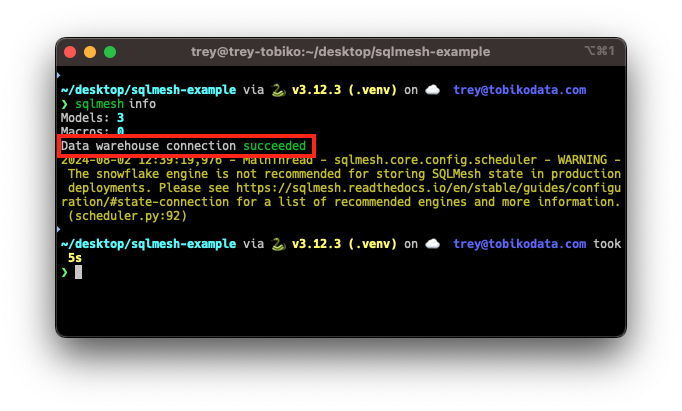 trey@trey-tobiko:~/desktop/sqlmesh-example
⌥⌘1
~/desktop/sqlmesh-example via 🐍 v3.12.3 (.venv) on ☁️ trey@tobikodata.com
❯ sqlmesh info
Models: 3
Macros: 0
Data warehouse connection succeeded
2024-08-02 12:39:19,976 - MainThread - sqlmesh.core.config.scheduler - WARNING -
The snowflake engine is not recommended for storing SQLMesh state in production
deployments. Please see https://sqlmesh.readthedocs.io/en/stable/guides/configu
ration/#state-connection for a list of recommended engines and more information.
(scheduler.py:92)
~/desktop/sqlmesh-example via 🐍 v3.12.3 (.venv) on ☁️ trey@tobikodata.com took
5s
❯